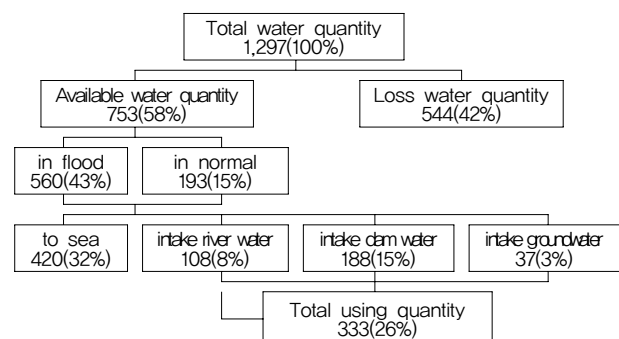 Total water quantity
1,297(100%)
Available water quantity
753(58%)
Loss water quantity
544(42%)
in flood
560(43%)
in normal
193(15%)
to sea
420(32%)
intake river water
108(8%)
intake dam water
188(15%)
intake groundwater
37(3%)
Total using quantity
333(26%)